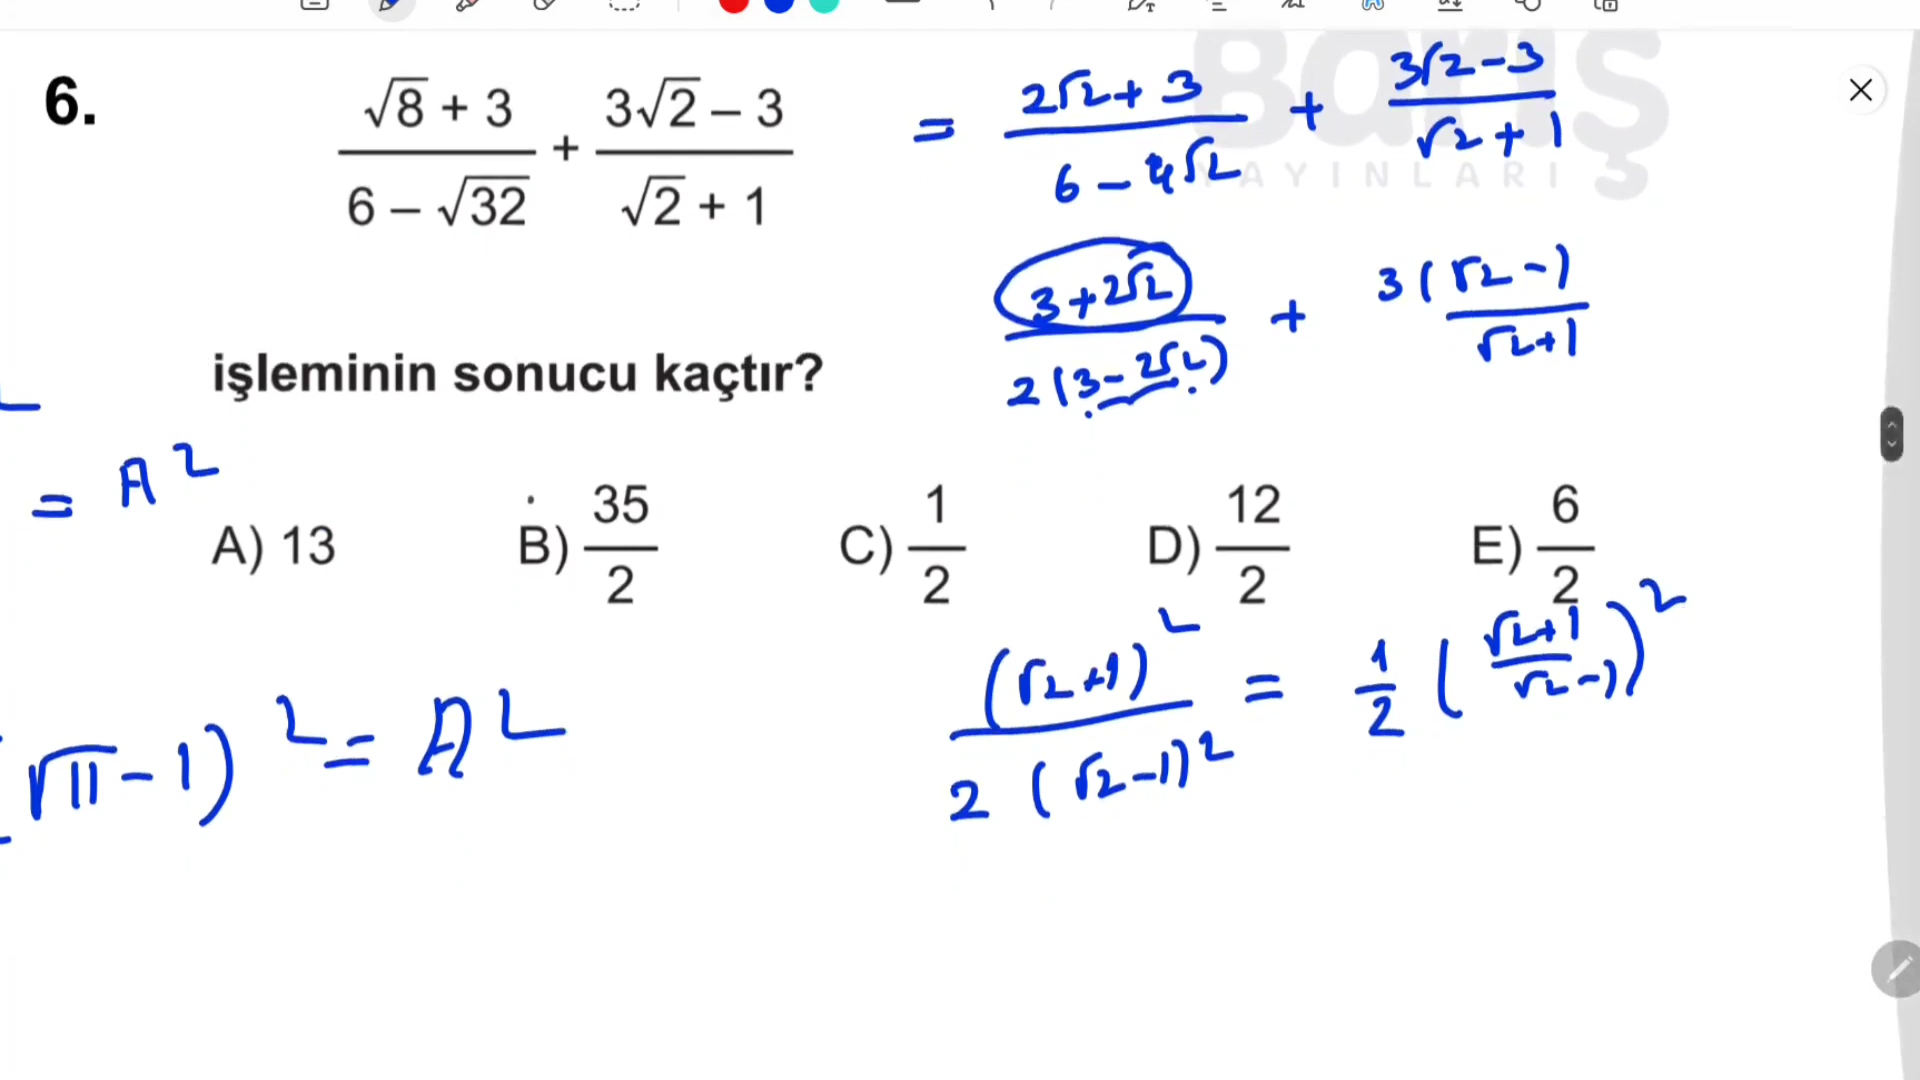 Barış
YAYINLARI
6. (√8 + 3)/(6 – √32) + (3√2 – 3)/(√2 + 1) = (2√2 + 3)/(6 – 4√2) + (3√2 – 3)/(√2 + 1)
(3 + 2√2)/(2(3 – 2√2)) + 3(√2 – 1)/(√2 + 1)
işleminin sonucu kaçtır?
= A²
A) 13 B) 35/2 C) 1/2 D) 12/2 E) 6/2
(√2 + 1)²/(2(√2 – 1)²) = 1/2 ((√2 + 1)/(√2 – 1))²
(√11 – 1)² = A²